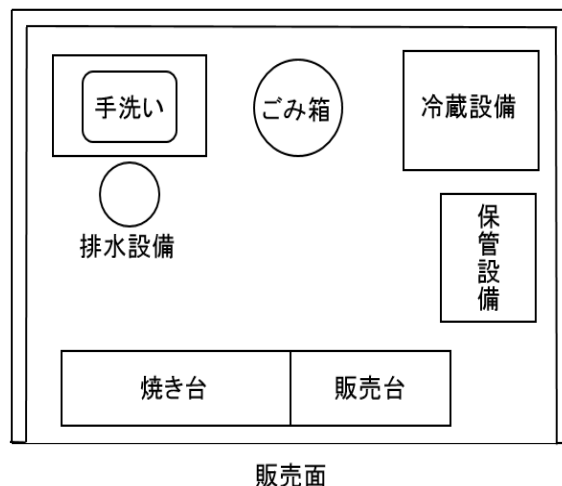 手洗い
ごみ箱
冷蔵設備
排水設備
保管設備
焼き台
販売台
販売面